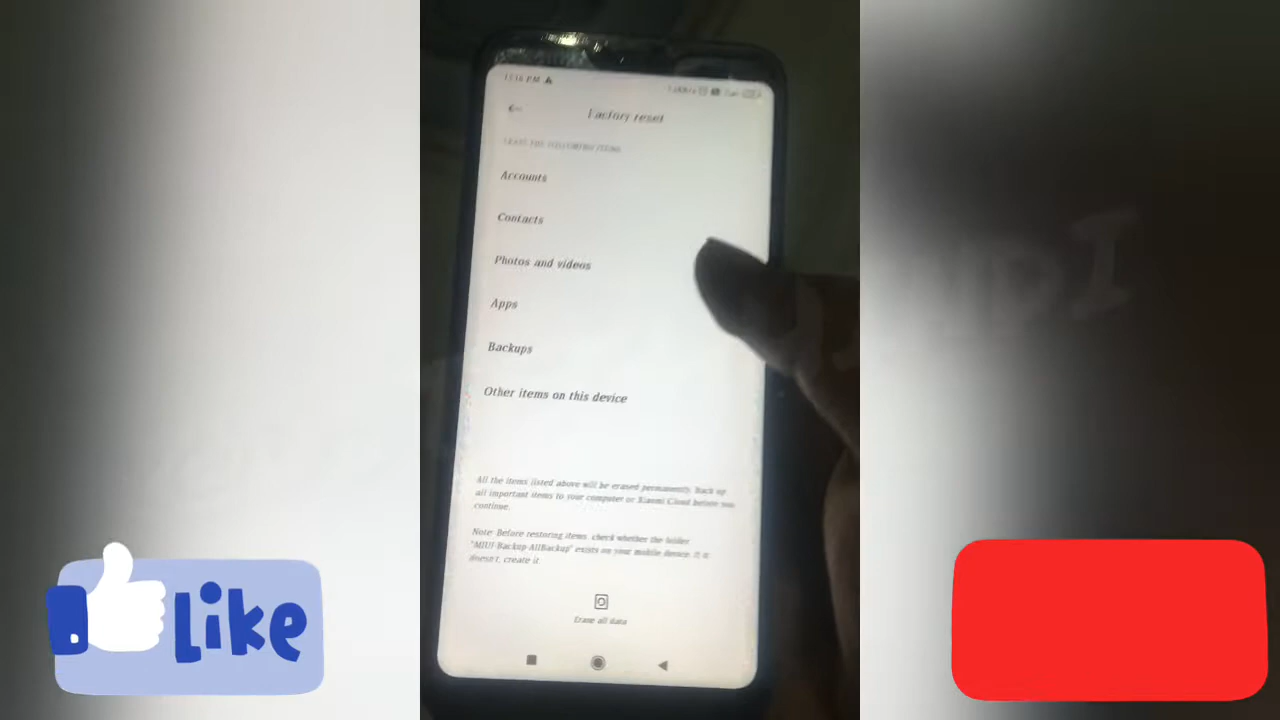 Factory reset
ERASE THE FOLLOWING ITEMS
Accounts
Contacts
Photos and videos
Apps
Backups
Other items on this device
All the items listed above will be erased permanently. Back up
all important items to your computer or Xiaomi Cloud before you
continue.
Note: Before restoring items, check whether the folder
"MIUI-Backup-AllBackup" exists on your mobile device. If it
doesn't, create it.
Erase all data
Like